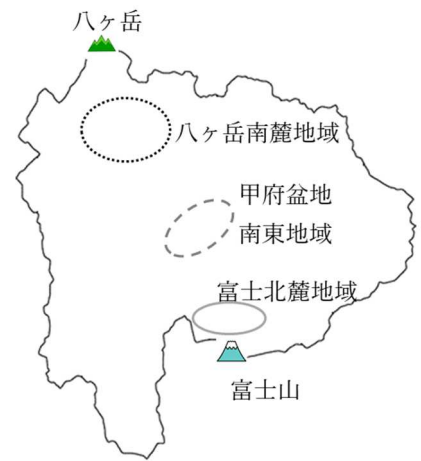 八ヶ岳
八ヶ岳南麓地域
甲府盆地
南東地域
富士北麓地域
富士山